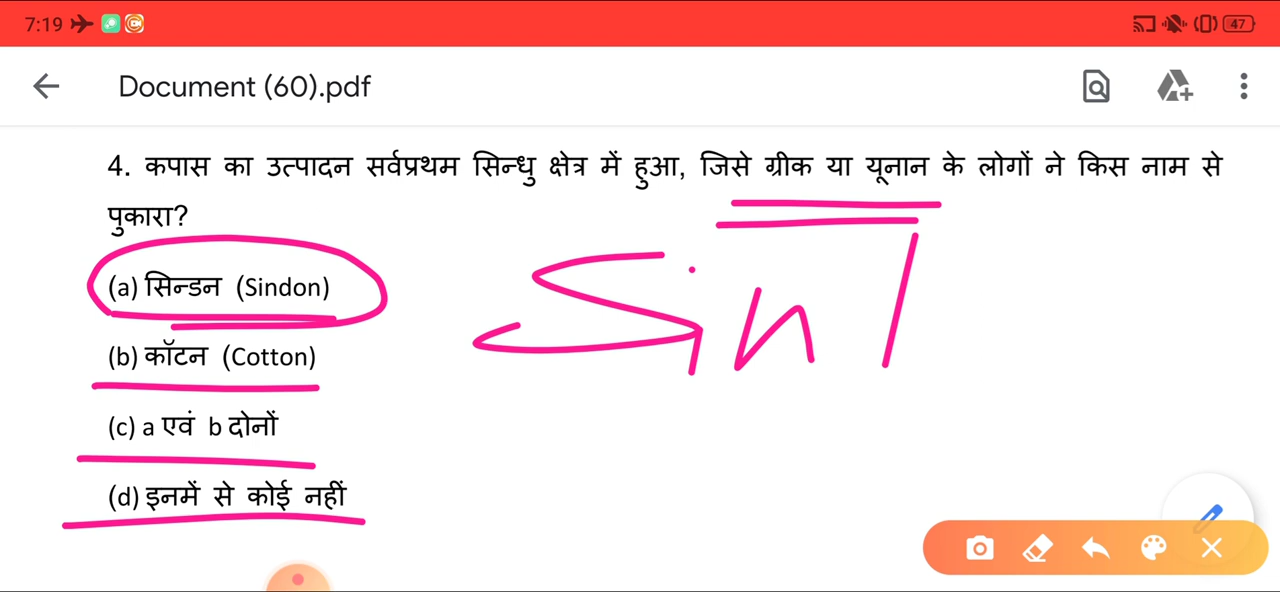 7:19
47
Document (60).pdf
4. कपास का उत्पादन सर्वप्रथम सिन्धु क्षेत्र में हुआ, जिसे ग्रीक या यूनान के लोगों ने किस नाम से
पुकारा?
(a) सिन्डन (Sindon)
(b) कॉटन (Cotton)
(c) a एवं b दोनों
(d) इनमें से कोई नहीं